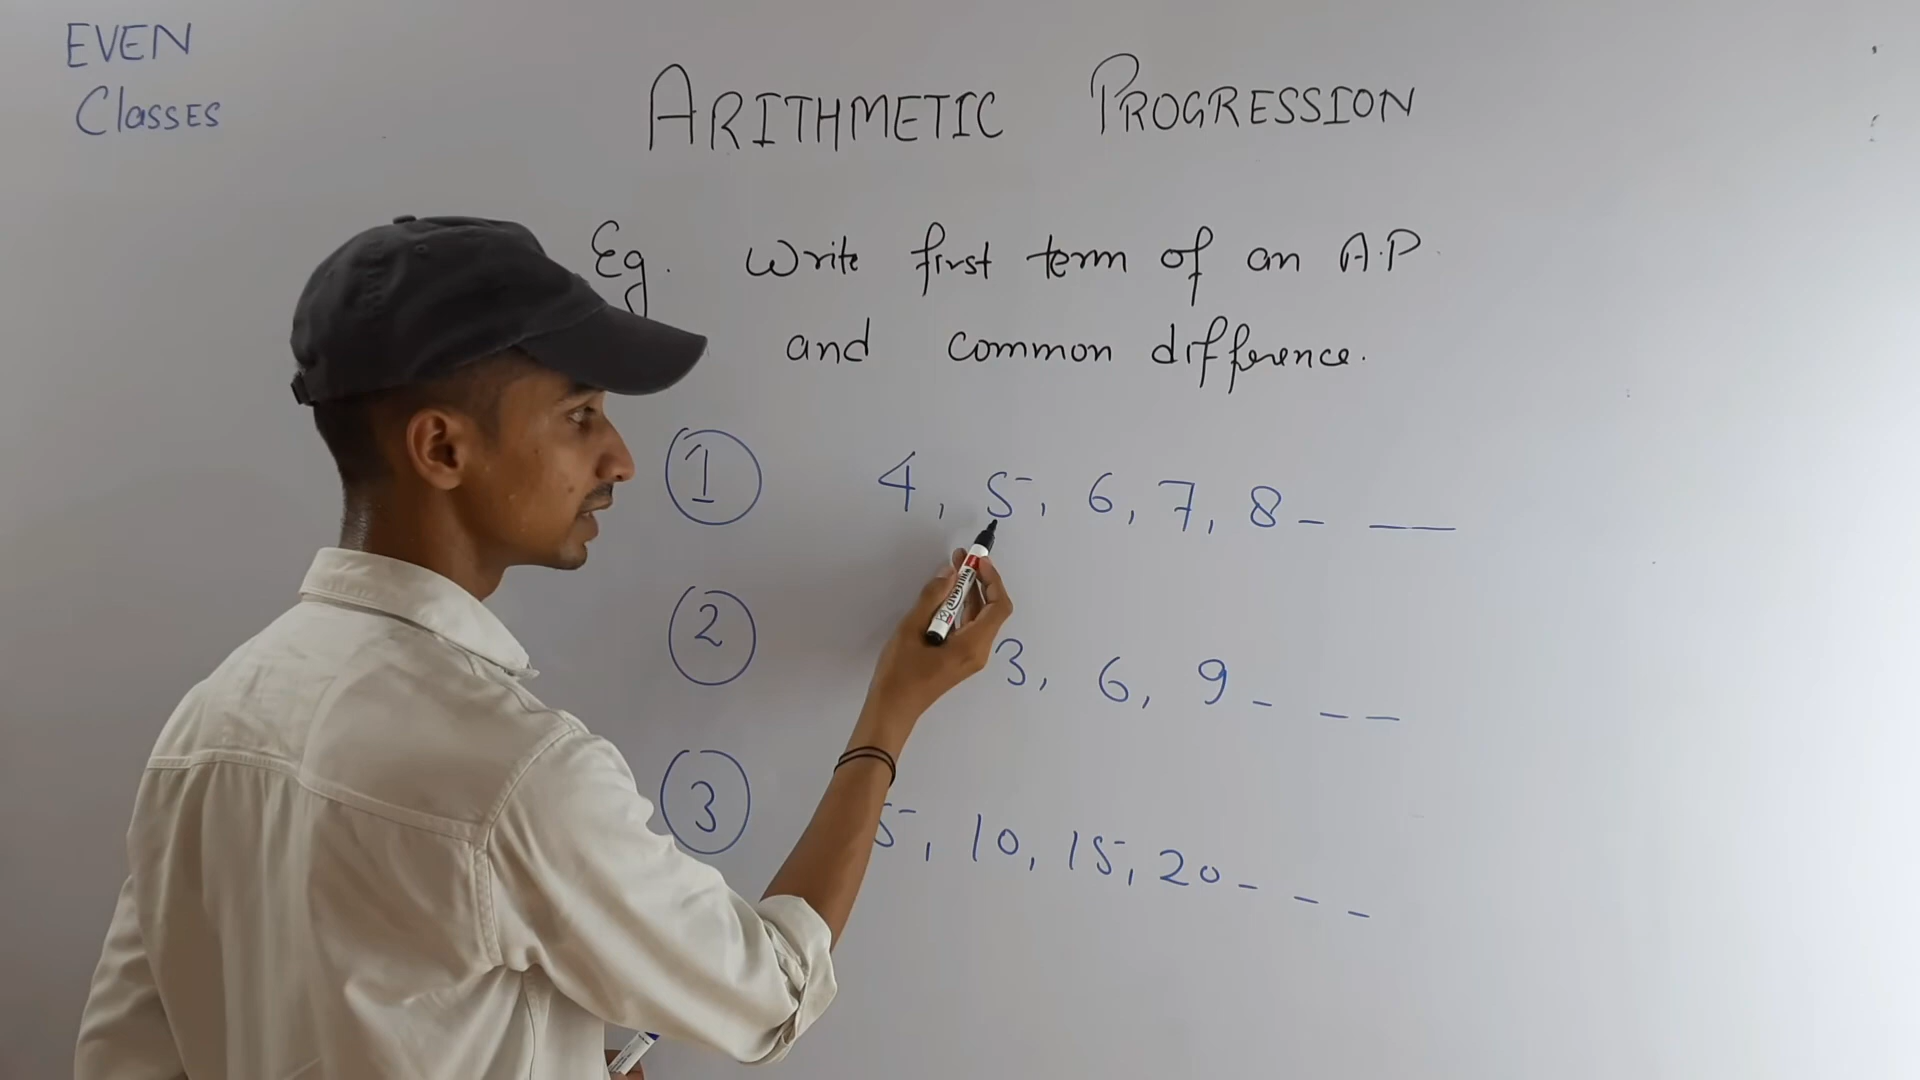 EVEN
Classes
ARITHMETIC PROGRESSION
Eg. Write first term of an A.P
and common difference.
1 4, 5, 6, 7, 8 - —
2 3, 6, 9 - - -
3 5, 10, 15, 20 - - -
WHITEMATE